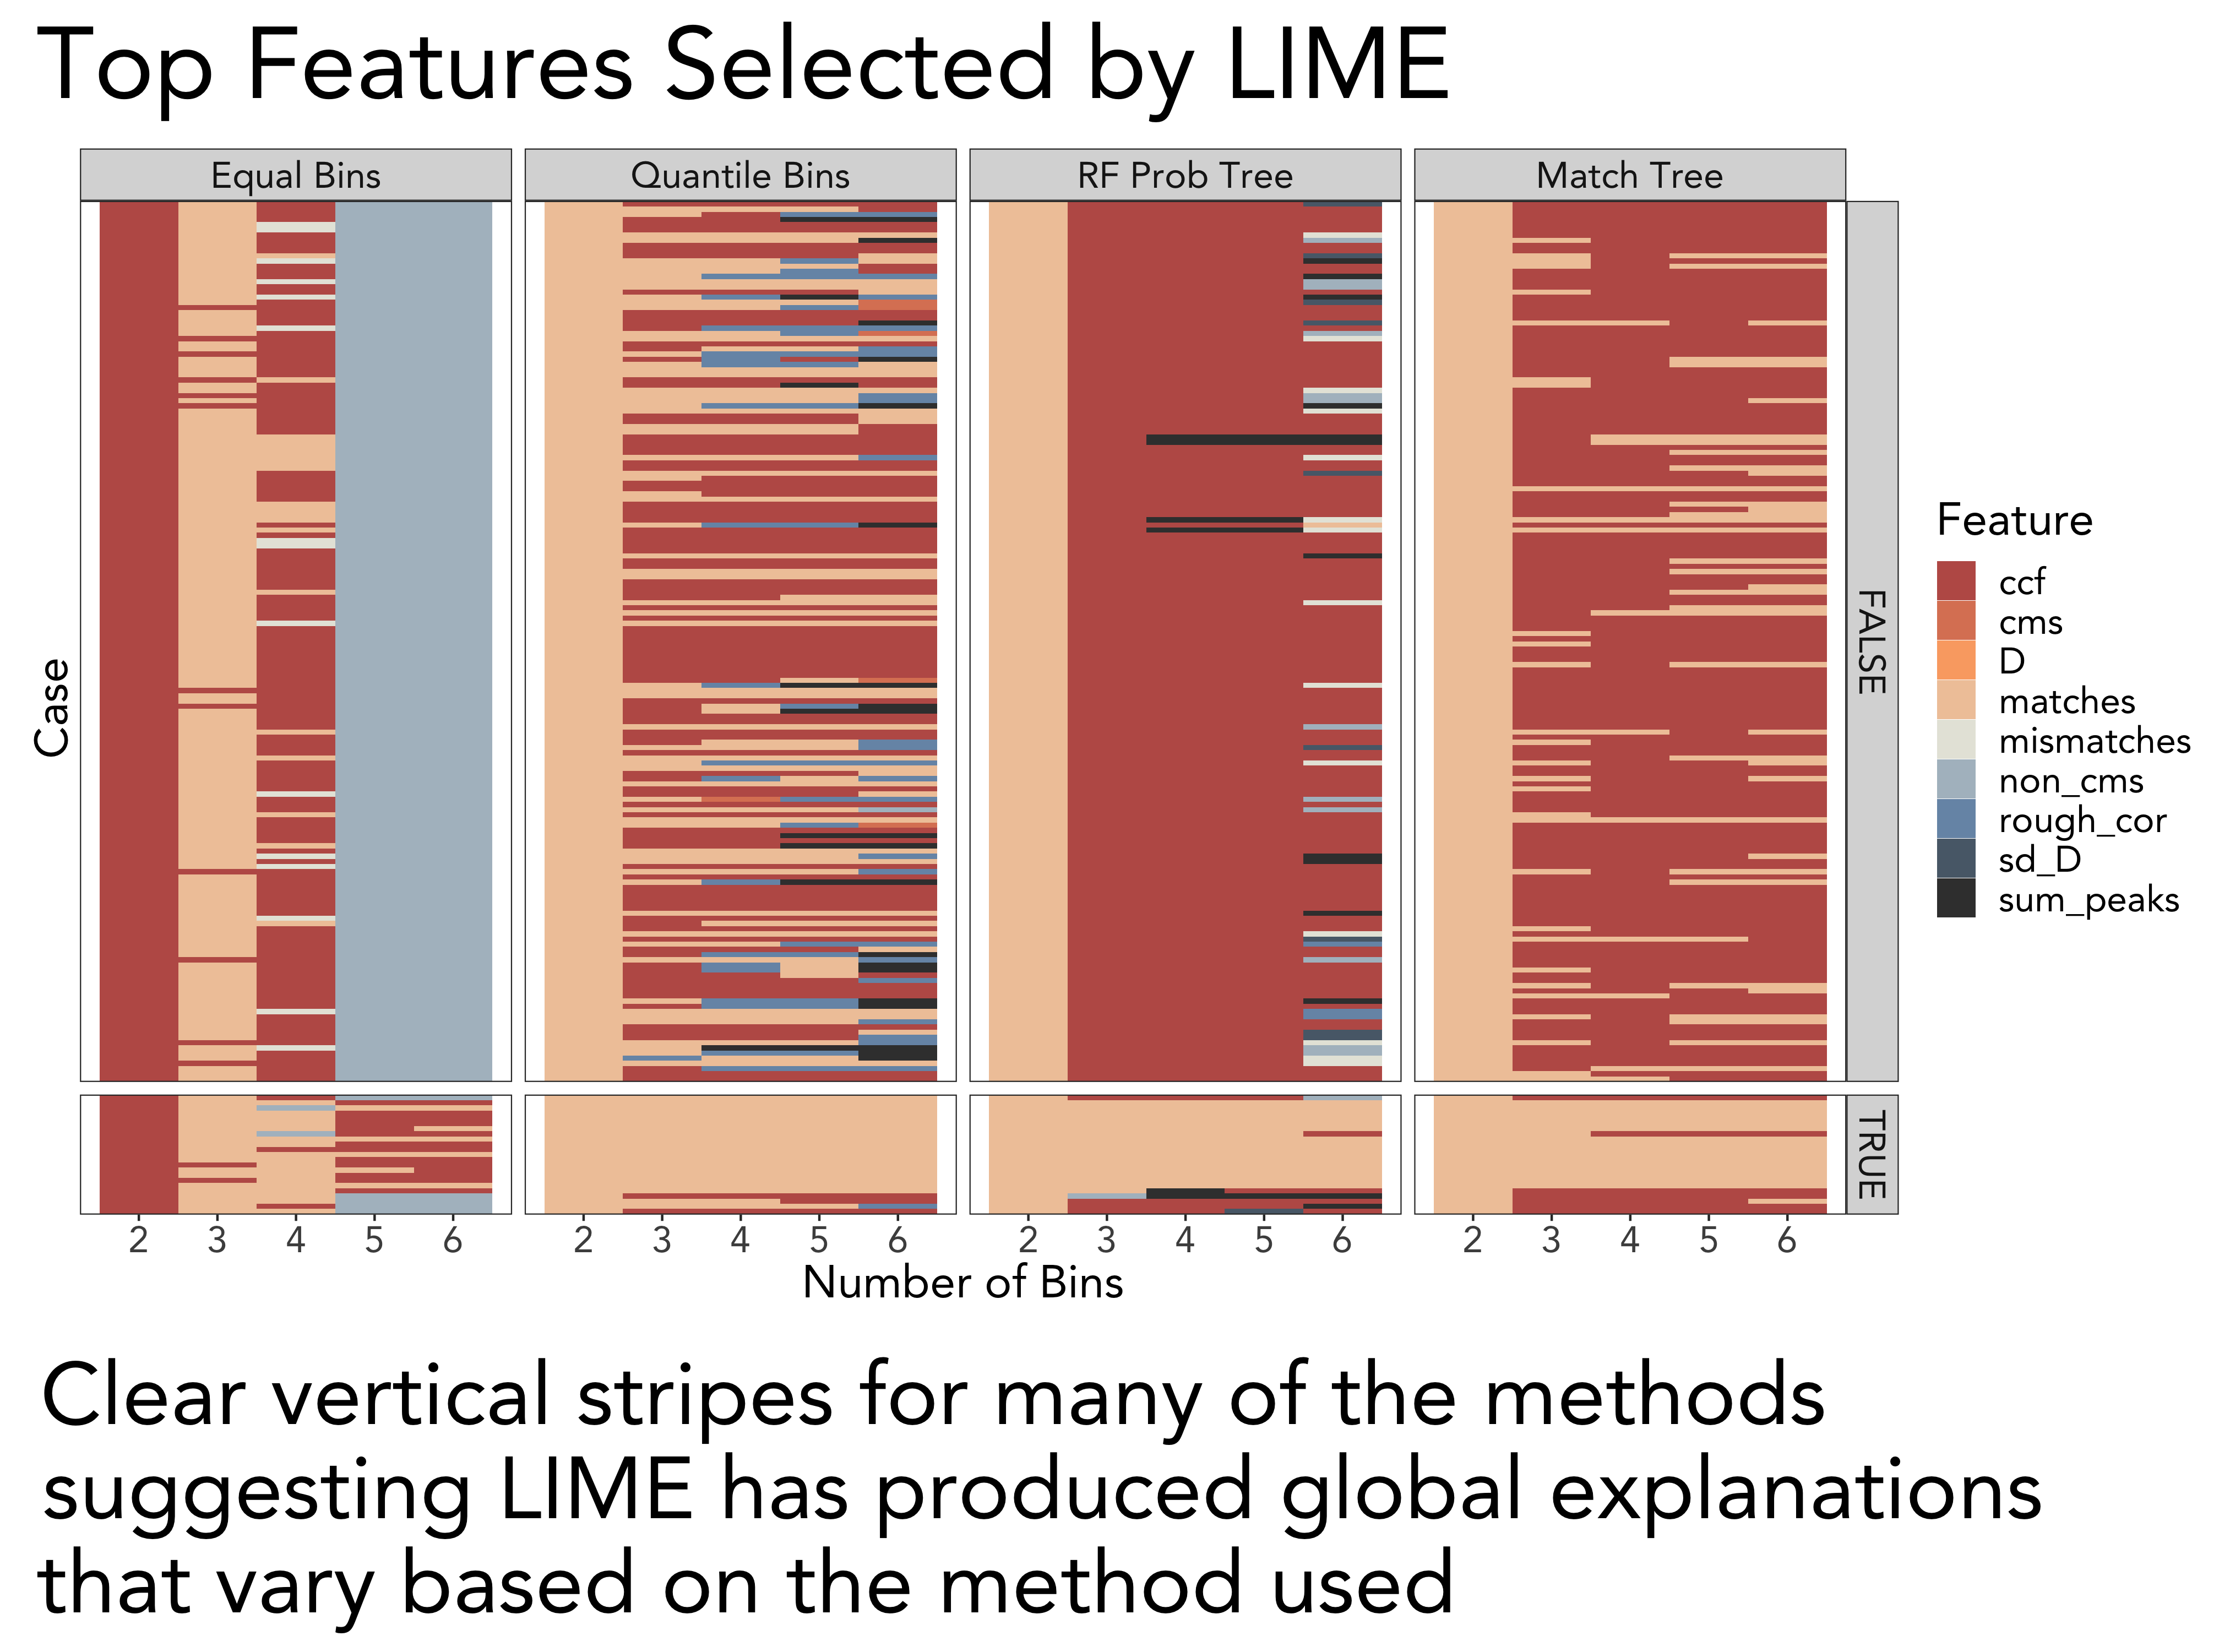 Top Features Selected by LIME
Equal Bins
Quantile Bins
RF Prob Tree
Match Tree
Case
FALSE
TRUE
2 3 4 5 6
2 3 4 5 6
2 3 4 5 6
2 3 4 5 6
Number of Bins
Feature
ccf
cms
D
matches
mismatches
non_cms
rough_cor
sd_D
sum_peaks
Clear vertical stripes for many of the methods
suggesting LIME has produced global explanations
that vary based on the method used